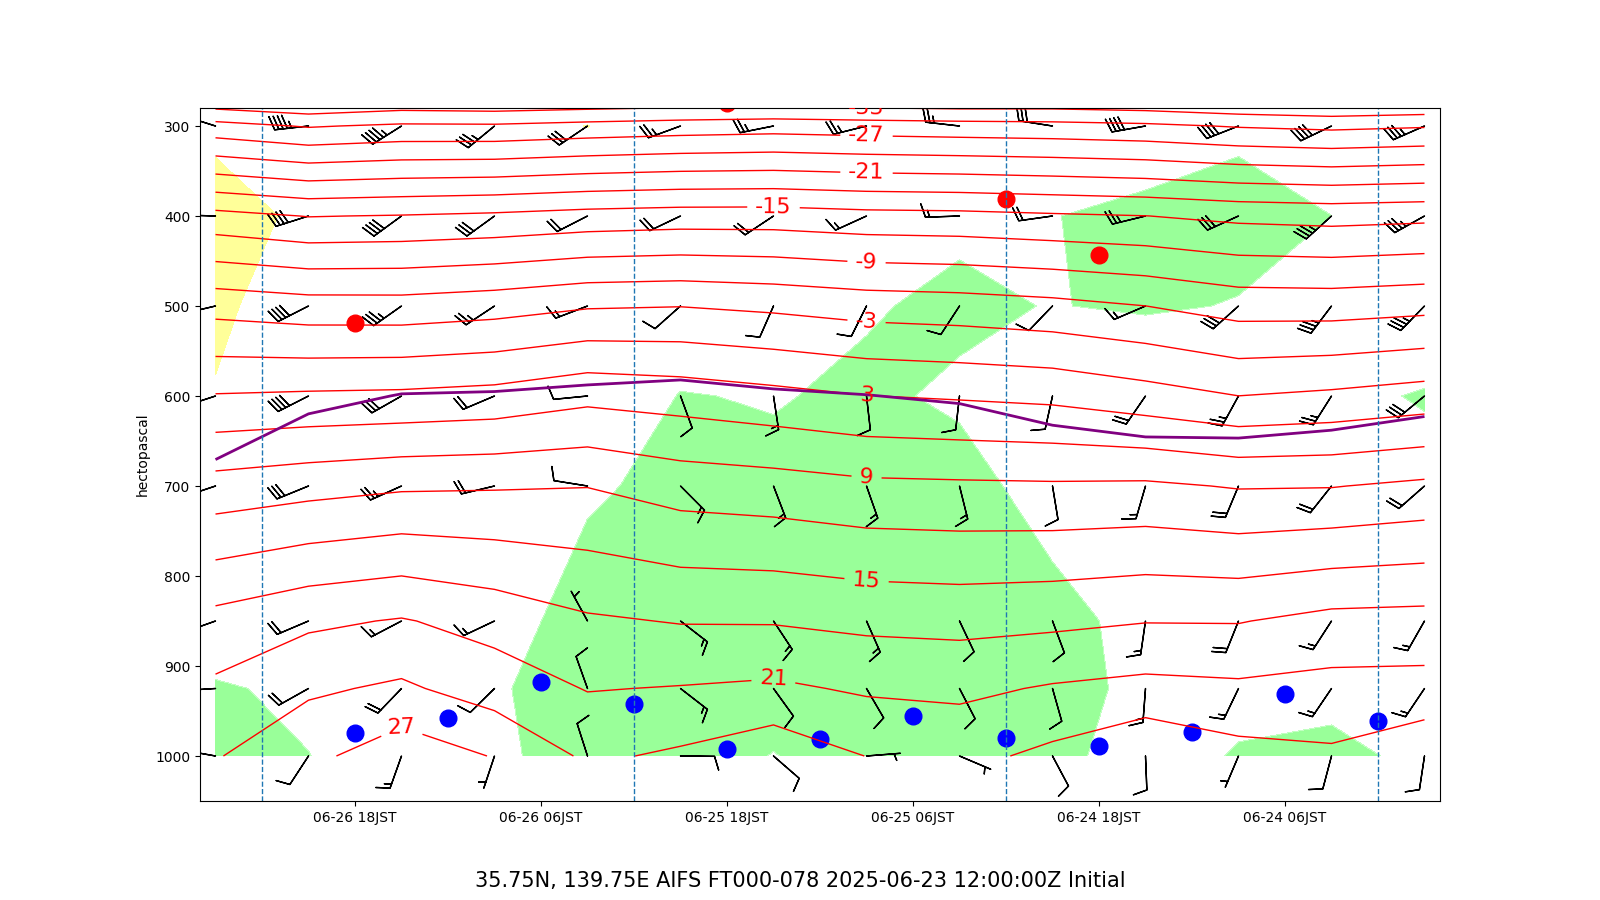 -33
300
-27
-21
-15
400
-9
500
-3
600
3
hectopascal
9
700
15
800
900
21
27
1000
06-26 18JST
06-26 06JST
06-25 18JST
06-25 06JST
06-24 18JST
06-24 06JST
35.75N, 139.75E AIFS FT000-078 2025-06-23 12:00:00Z Initial